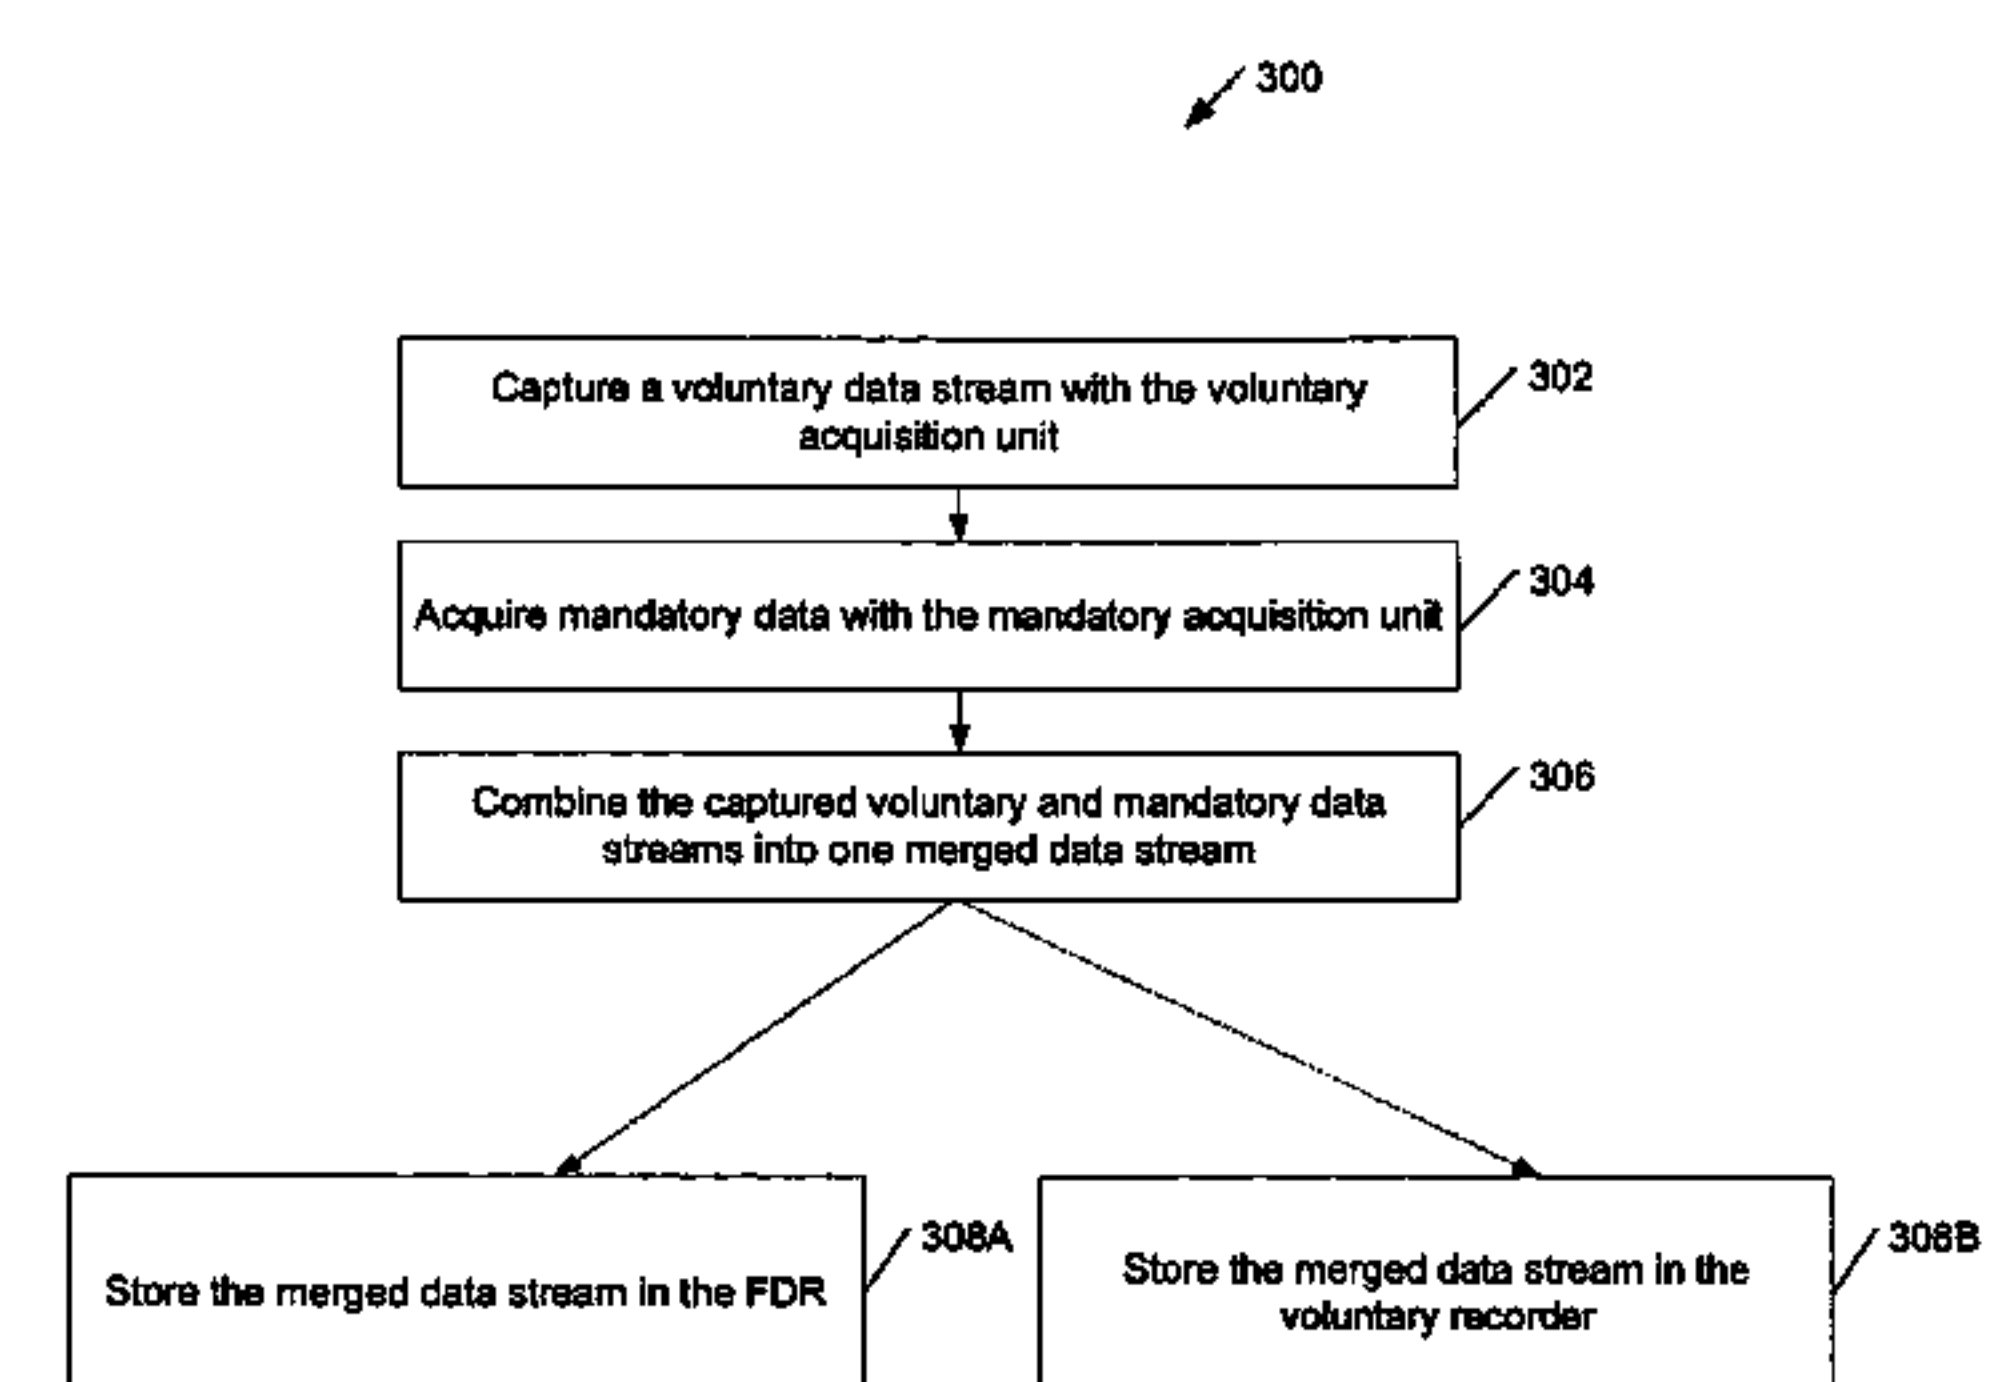 300
Capture a voluntary data stream with the voluntary
acquisition unit
302
Acquire mandatory data with the mandatory acquisition unit
304
Combine the captured voluntary and mandatory data
streams into one merged data stream
306
Store the merged data stream in the FDR
308A
Store the merged data stream in the
voluntary recorder
308B